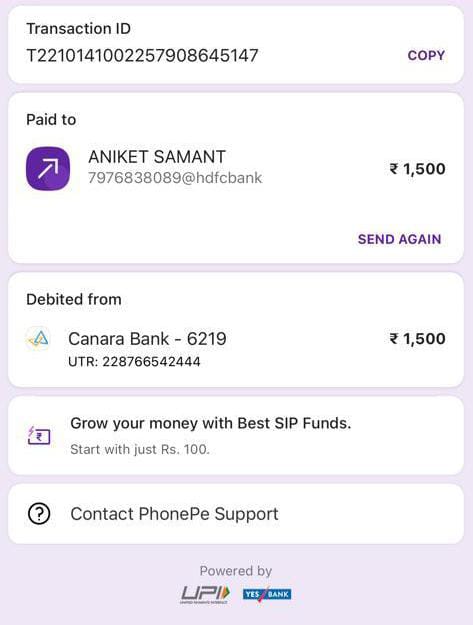 Transaction ID
T2210141002257908645147
COPY
Paid to
ANIKET SAMANT
7976838089@hdfcbank
₹ 1,500
SEND AGAIN
Debited from
Canara Bank - 6219
₹ 1,500
UTR: 228766542444
Grow your money with Best SIP Funds.
Start with just Rs. 100.
Contact PhonePe Support
Powered by
UPI
UNIFIED PAYMENTS INTERFACE
YES BANK